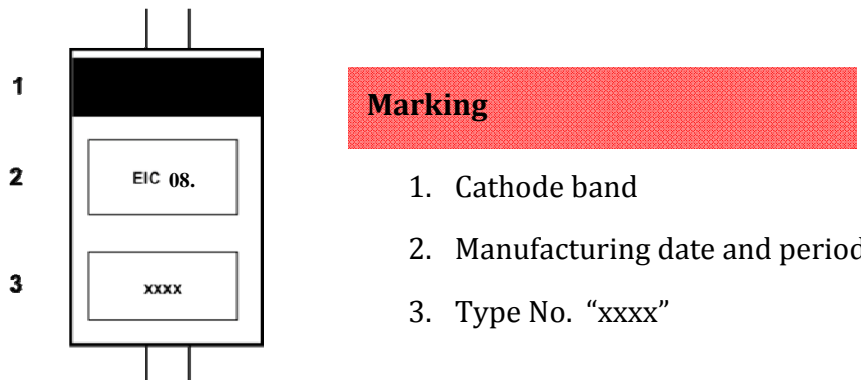 1
2
EIC 08.
3
xxxx
Marking
1. Cathode band
2. Manufacturing date and period
3. Type No. “xxxx”